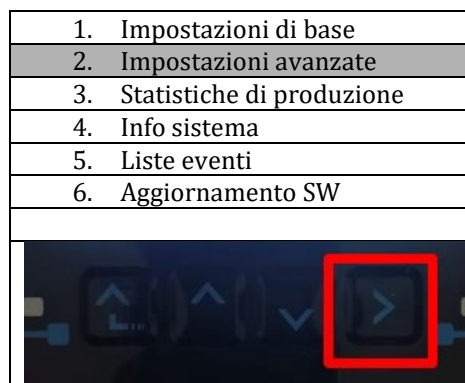 1. Impostazioni di base
2. Impostazioni avanzate
3. Statistiche di produzione
4. Info sistema
5. Liste eventi
6. Aggiornamento SW